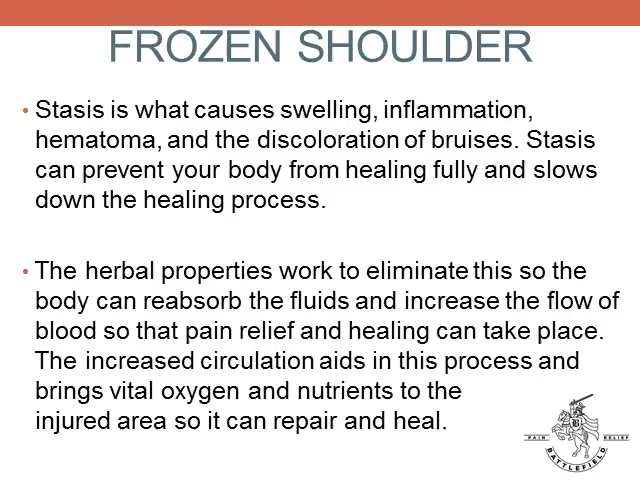 FROZEN SHOULDER
• Stasis is what causes swelling, inflammation,
hematoma, and the discoloration of bruises. Stasis
can prevent your body from healing fully and slows
down the healing process.
• The herbal properties work to eliminate this so the
body can reabsorb the fluids and increase the flow of
blood so that pain relief and healing can take place.
The increased circulation aids in this process and
brings vital oxygen and nutrients to the
injured area so it can repair and heal.
PAIN RELIEF
B
BATTLEFIELD